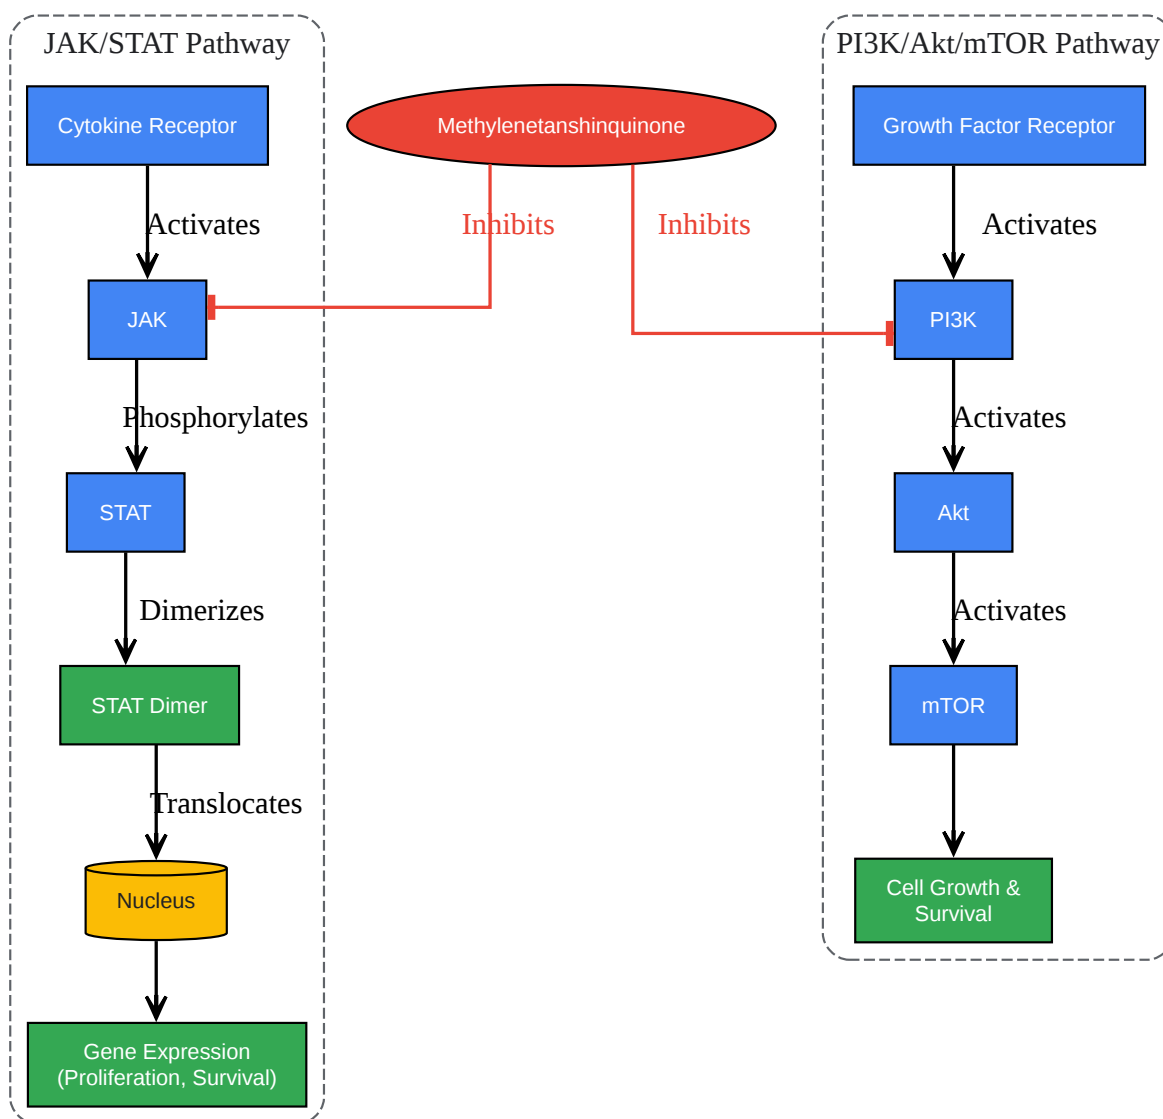 JAK/STAT Pathway
PI3K/Akt/mTOR Pathway
Cytokine Receptor
Methylenetanshinquinone
Growth Factor Receptor
Activates
Inhibits
Inhibits
Activates
JAK
PI3K
Phosphorylates
Activates
STAT
Akt
Dimerizes
Activates
STAT Dimer
mTOR
Translocates
Nucleus
Cell Growth &
Survival
Gene Expression
(Proliferation, Survival)